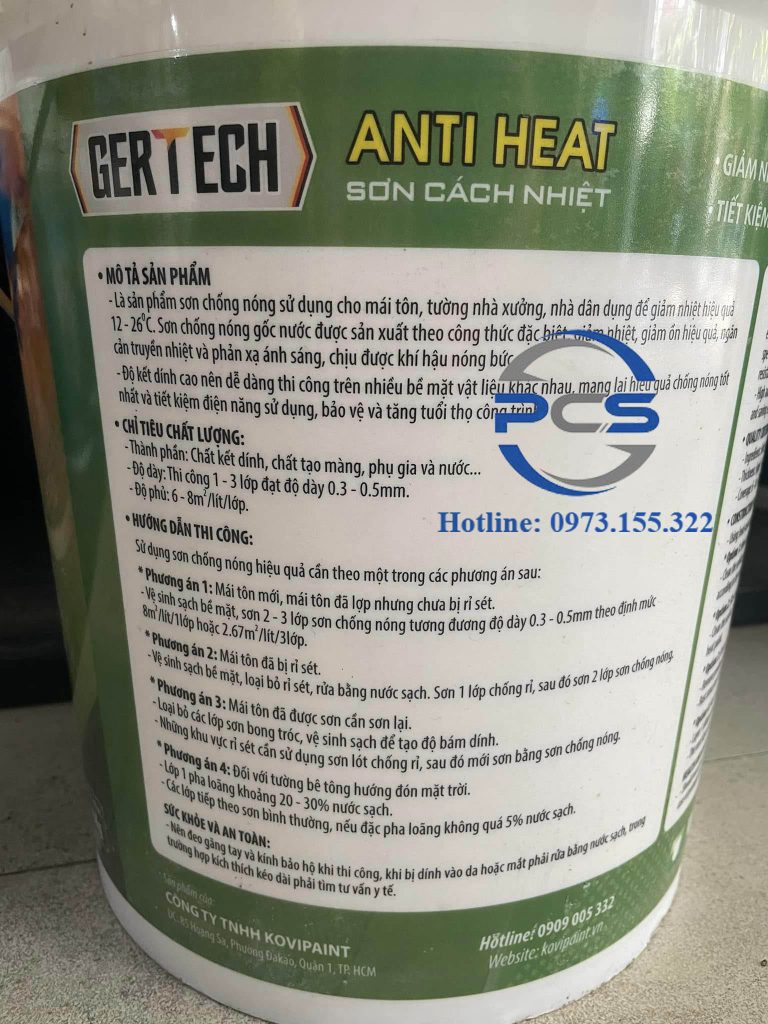 GERTECH
ANTI HEAT
SƠN CÁCH NHIỆT
• GIẢM
• TIẾT KIỆM
• MÔ TẢ SẢN PHẨM
- Là sản phẩm sơn chống nóng sử dụng cho mái tôn, tường nhà xưởng, nhà dân dụng để giảm nhiệt hiệu quả
12 - 26°C. Sơn chống nóng gốc nước được sản xuất theo công thức đặc biệt, giảm nhiệt, giảm ồn hiệu quả, ngăn
cản truyền nhiệt và phản xạ ánh sáng, chịu được khí hậu nóng bức
- Độ kết dính cao nên dễ dàng thi công trên nhiều bề mặt vật liệu khác nhau, mang lại hiệu quả chống nóng tốt
nhất và tiết kiệm điện năng sử dụng, bảo vệ và tăng tuổi thọ công trình
PCS
Hotline: 0973.155.322
• CHỈ TIÊU CHẤT LƯỢNG:
- Thành phần: Chất kết dính, chất tạo màng, phụ gia và nước...
- Độ dày: Thi công 1 - 3 lớp đạt độ dày 0.3 - 0.5mm.
- Độ phủ: 6 - 8m²/lít/lớp.
• HƯỚNG DẪN THI CÔNG:
Sử dụng sơn chống nóng hiệu quả cần theo một trong các phương án sau:
* Phương án 1: Mái tôn mới, mái tôn đã lợp nhưng chưa bị rỉ sét.
- Vệ sinh sạch bề mặt, sơn 2 - 3 lớp sơn chống nóng tương đương độ dày 0.3 - 0.5mm theo định mức
8m²/lít/1lớp hoặc 2.67m²/lít/3lớp.
* Phương án 2: Mái tôn đã bị rỉ sét.
- Vệ sinh sạch bề mặt, loại bỏ rỉ sét, rửa bằng nước sạch. Sơn 1 lớp chống rỉ, sau đó sơn 2 lớp sơn chống nóng.
* Phương án 3: Mái tôn đã được sơn cần sơn lại.
- Loại bỏ các lớp sơn bong tróc, vệ sinh sạch để tạo độ bám dính.
- Những khu vực rỉ sét cần sử dụng sơn lót chống rỉ, sau đó mới sơn bằng sơn chống nóng.
* Phương án 4: Đối với tường bê tông hướng đón mặt trời.
- Lớp 1 pha loãng khoảng 20 - 30% nước sạch.
- Các lớp tiếp theo sơn bình thường, nếu đặc pha loãng không quá 5% nước sạch.
SỨC KHỎE VÀ AN TOÀN:
- Nên đeo găng tay và kính bảo hộ khi thi công, khi bị dính vào da hoặc mắt phải rửa bằng nước sạch, trong
trường hợp kích thích kéo dài phải tìm tư vấn y tế.
Sản phẩm của:
CÔNG TY TNHH KOVIPAINT
ĐC: 85 Hoàng Sa, Phường Đakao, Quận 1, TP. HCM
Hotline: 0909 005 332
Website: kovipaint.vn